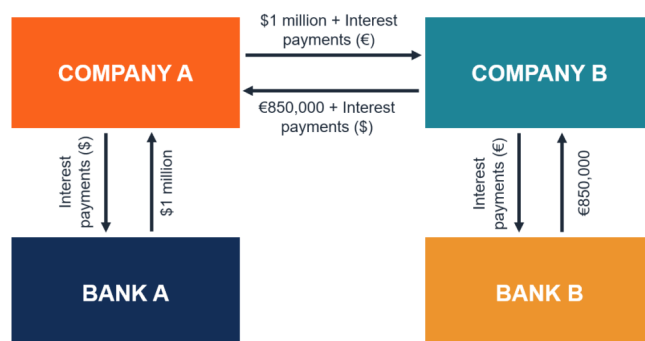 $1 million + Interest
payments (€)
COMPANY A
COMPANY B
€850,000 + Interest
payments ($)
Interest
payments ($)
$1 million
Interest
payments (€)
€850,000
BANK A
BANK B